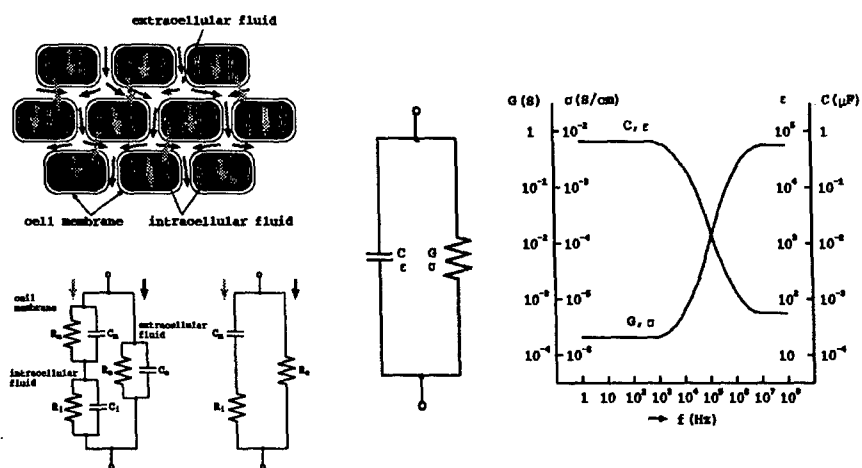 extracellular fluid
cell membrane
intracellular fluid
cell
membrane
Rm
Cm
extracellular
fluid
intracellular
fluid
Re
Ce
Ri
Ci
Cm
Ri
Re
C
ε
G
σ
G(S) σ(S/cm) ε C(μF)
1 10⁻² 10⁵ 1
10⁻¹ 10⁻³ 10⁴ 10⁻¹
10⁻² 10⁻⁴ 10³ 10⁻²
10⁻³ 10⁻⁵ 10² 10⁻³
10⁻⁴ 10⁻⁶ 10 10⁻⁴
C, ε
G, σ
1 10 10² 10³ 10⁴ 10⁵ 10⁶ 10⁷ 10⁸
→ f(Hz)